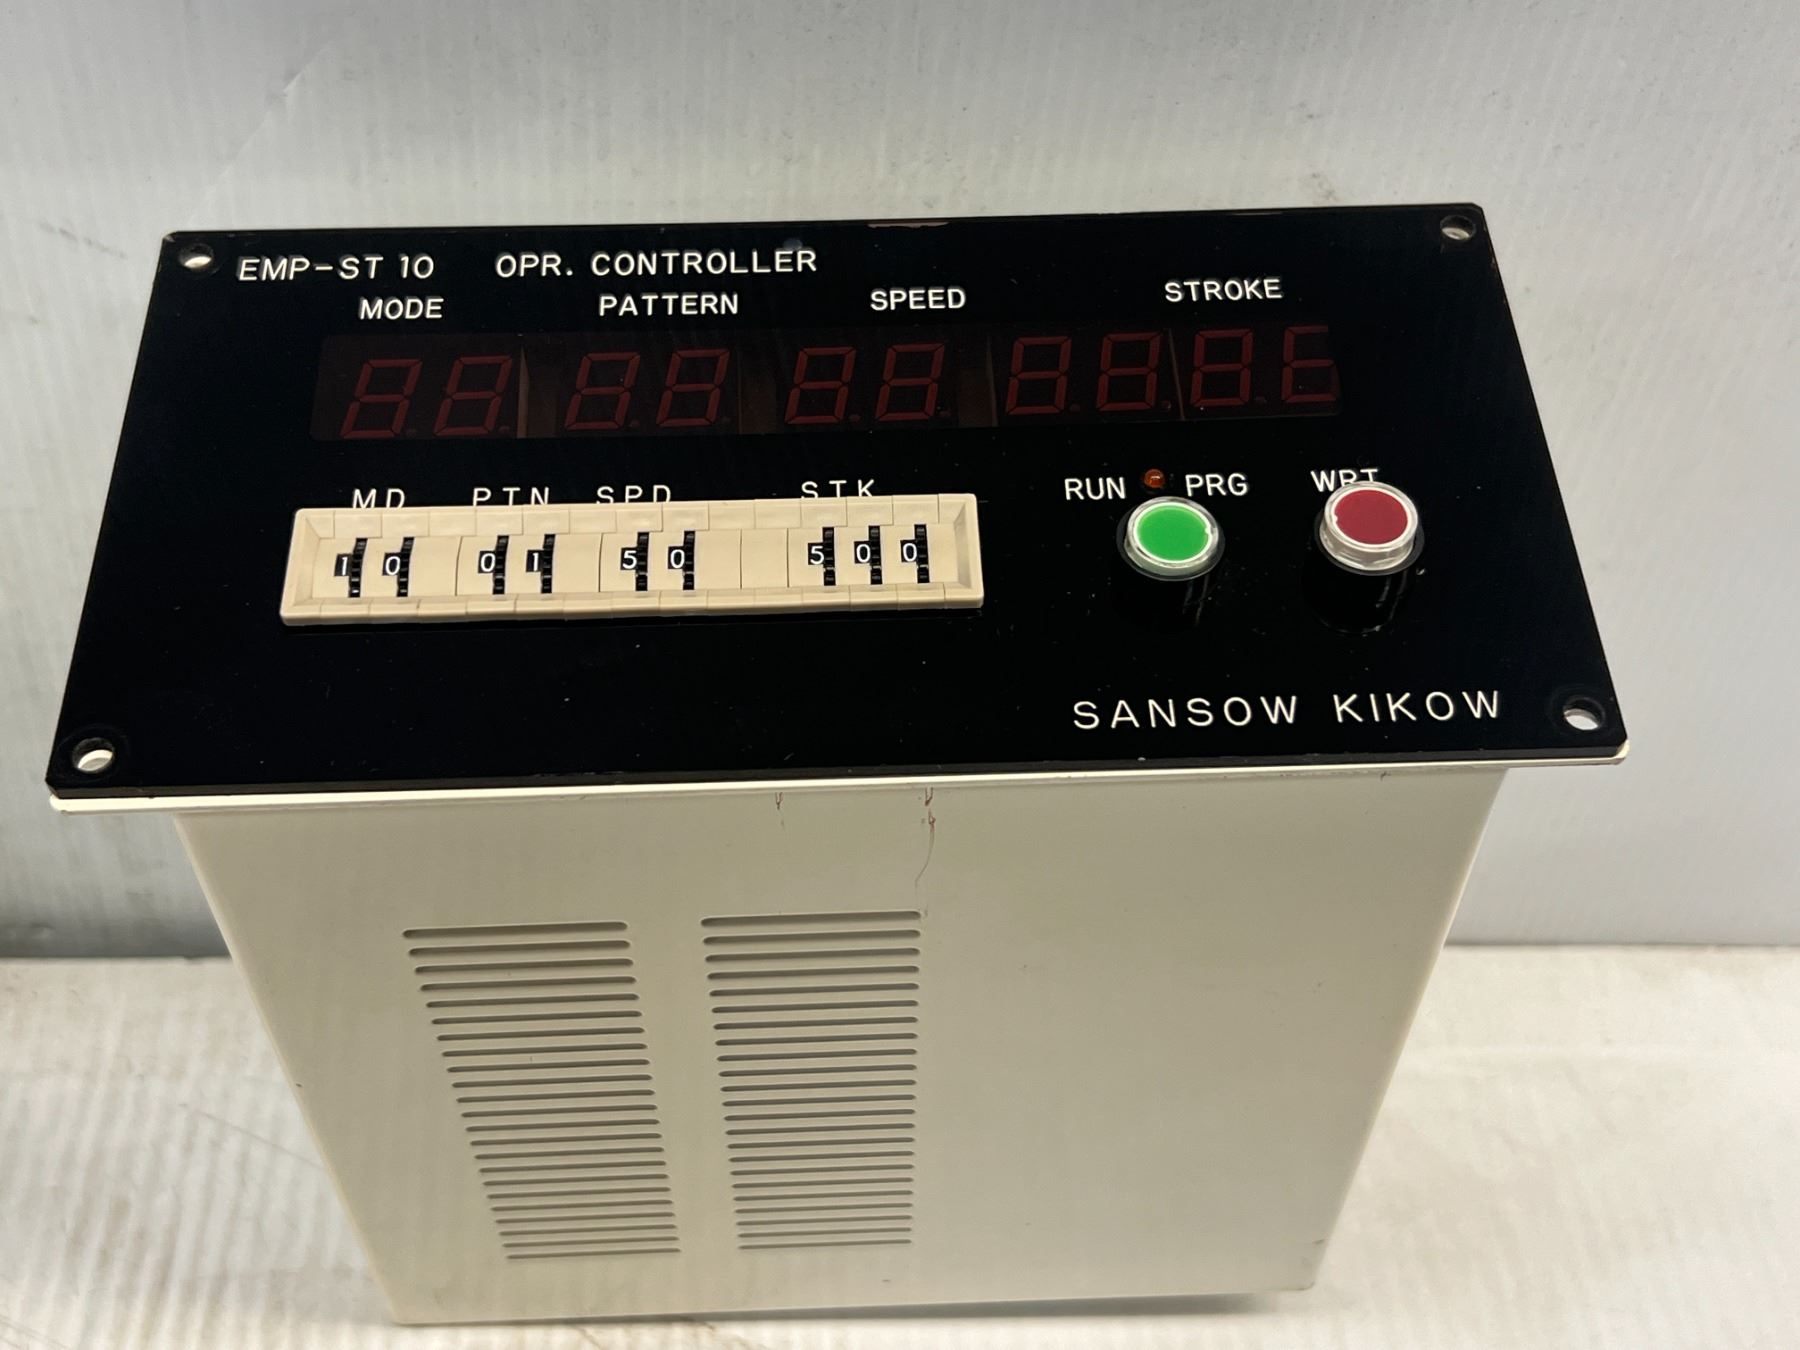 EMP-ST 10 OPR. CONTROLLER
MODE PATTERN SPEED STROKE
RUN PRG WRT
MD PTN SPD STK
10 01 50 500
SANSOW KIKOW